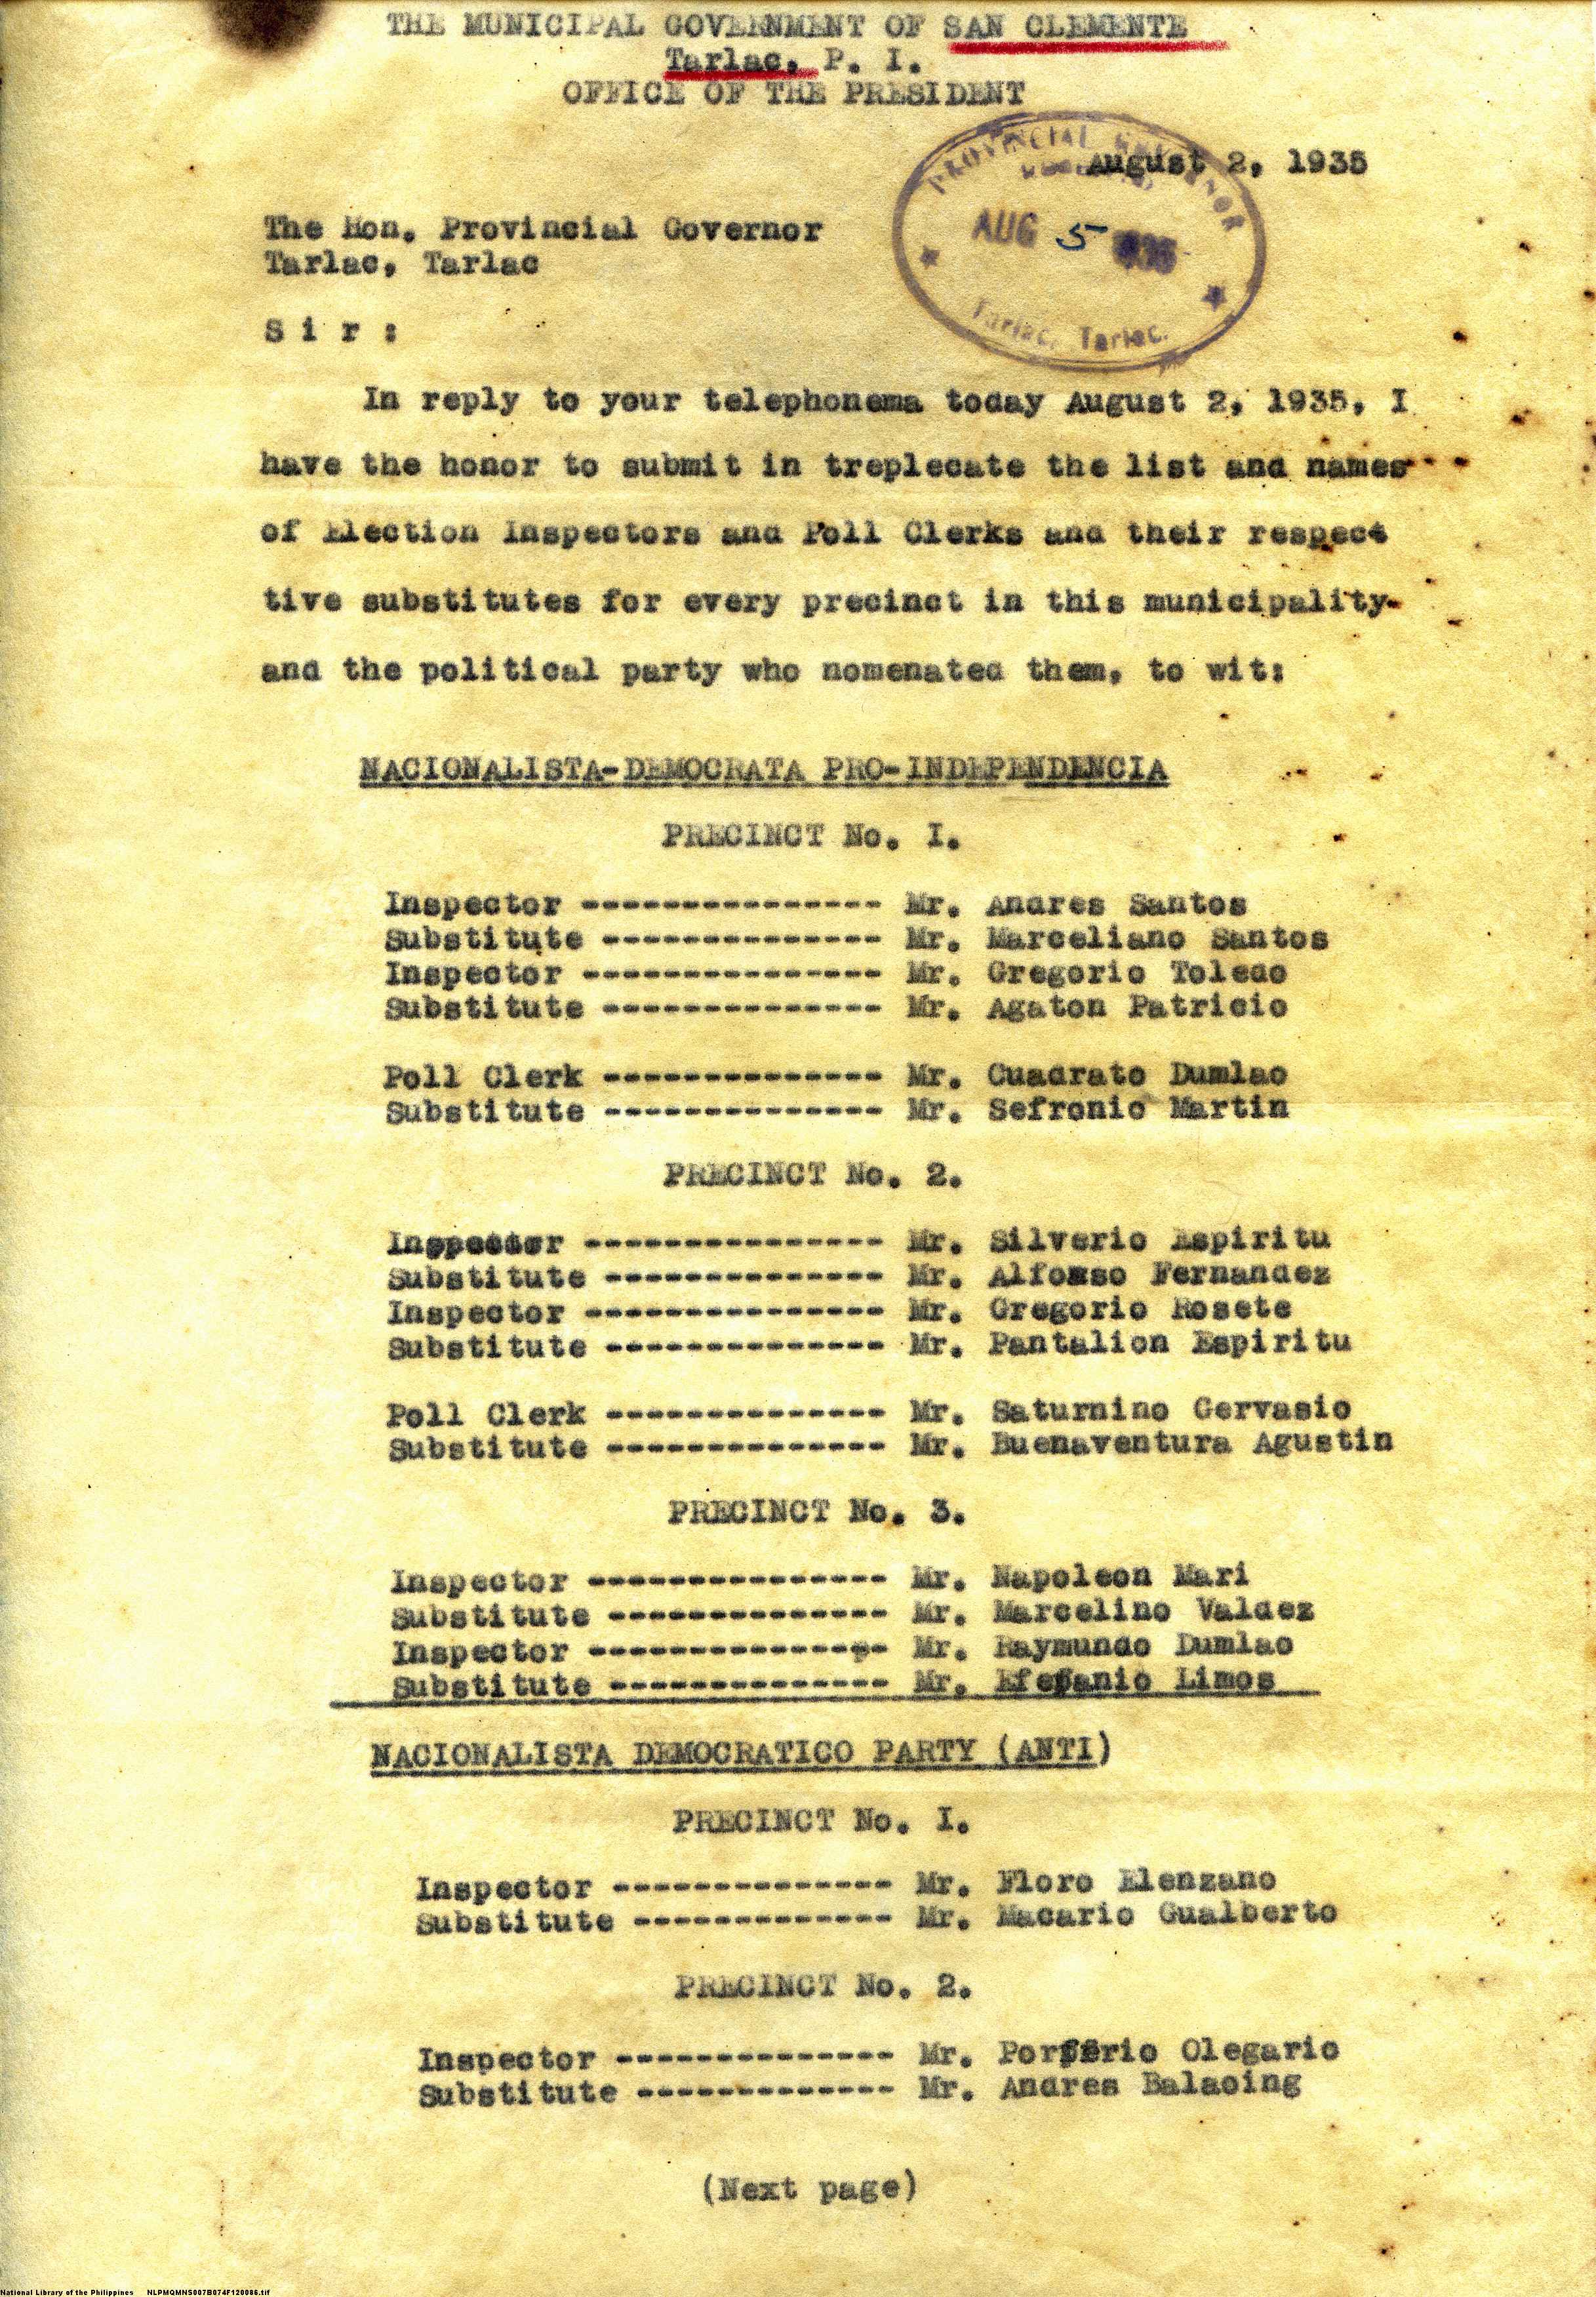 THE MUNICIPAL GOVERNMENT OF SAN CLEMENTE
Tarlac, P. I.
OFFICE OF THE PRESIDENT
PROVINCIAL GOVERNOR
August 2, 1935
AUG 5 1935
Tarlac, Tarlac.
The Hon. Provincial Governor
Tarlac, Tarlac
S i r :
In reply to your telephonema today August 2, 1935, I
have the honor to submit in treplecate the list and names
of Election Inspectors and Poll Clerks and their respec-
tive substitutes for every precinct in this municipality-
and the political party who nomenated them, to wit:
NACIONALISTA-DEMOCRATA PRO-INDEPENDENCIA
PRECINCT No. I.
Inspector --------------- Mr. Andres Santos
Substitute -------------- Mr. Marceliano Santos
Inspector --------------- Mr. Gregorio Toledo
Substitute -------------- Mr. Agaton Patricio
Poll Clerk -------------- Mr. Cuadrato Dumlao
Substitute -------------- Mr. Sefronio Martin
PRECINCT No. 2.
Inspector --------------- Mr. Silverio Espiritu
Substitute -------------- Mr. Alfonso Fernandez
Inspector --------------- Mr. Gregorio Rosete
Substitute -------------- Mr. Pantalion Espiritu
Poll Clerk -------------- Mr. Saturnino Gervasio
Substitute -------------- Mr. Buenaventura Agustin
PRECINCT No. 3.
Inspector --------------- Mr. Napoleon Mari
Substitute -------------- Mr. Marcelino Valdez
Inspector --------------- Mr. Raymundo Dumlao
Substitute -------------- Mr. Efefanio Limos
NACIONALISTA DEMOCRATICO PARTY (ANTI)
PRECINCT No. I.
Inspector -------------- Mr. Floro Elenzano
Substitute ------------- Mr. Macario Gualberto
PRECINCT No. 2.
Inspector -------------- Mr. Porfirio Olegario
Substitute ------------- Mr. Andres Balaoing
(Next page)
National Library of the Philippines NLPMQMNS007B074F120086.tif